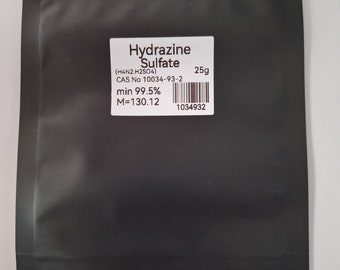 Hydrazine
Sulfate
(H4N2.H2SO4) 25g
CAS No 10034-93-2
min 99.5%
M=130.12
1034932